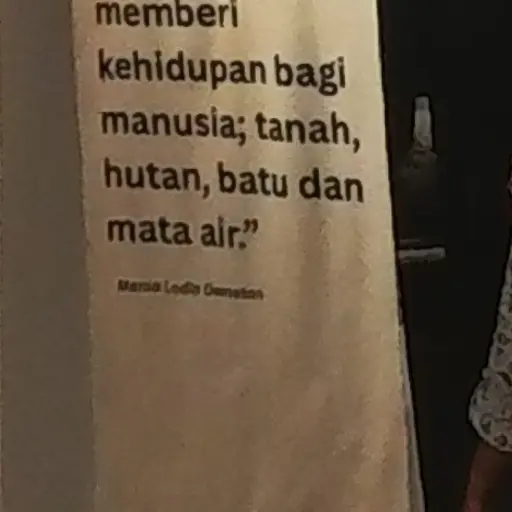 memberi
kehidupan bagi
manusia; tanah,
hutan, batu dan
mata air.”